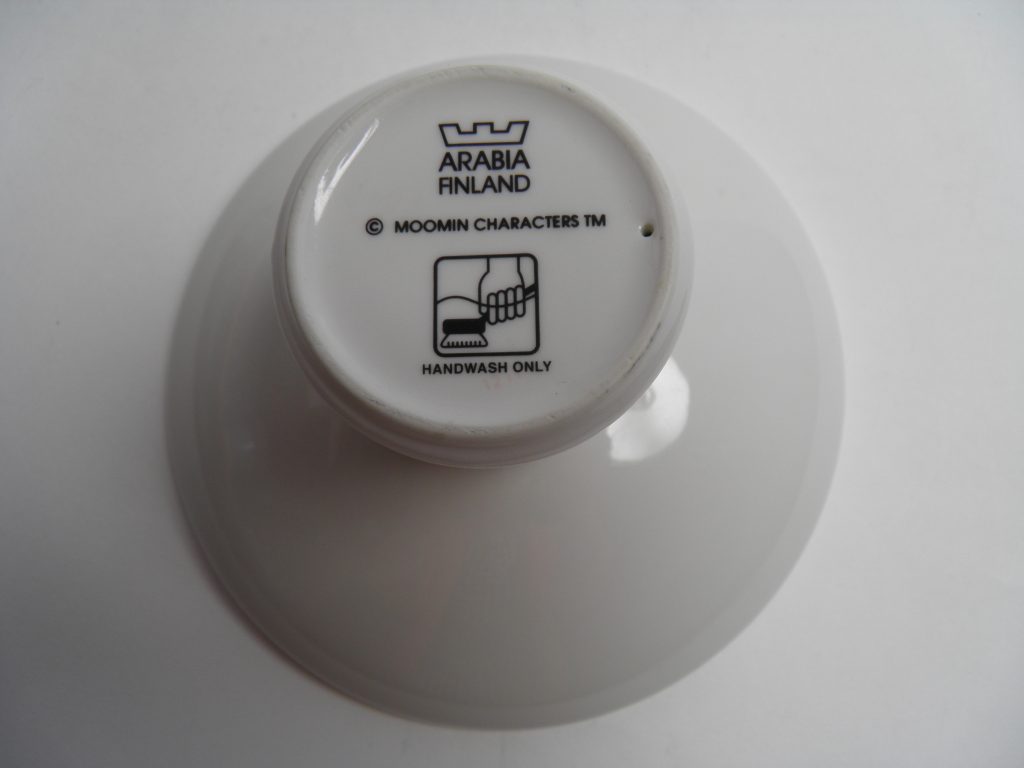 ARABIA
FINLAND
© MOOMIN CHARACTERS TM
HANDWASH ONLY